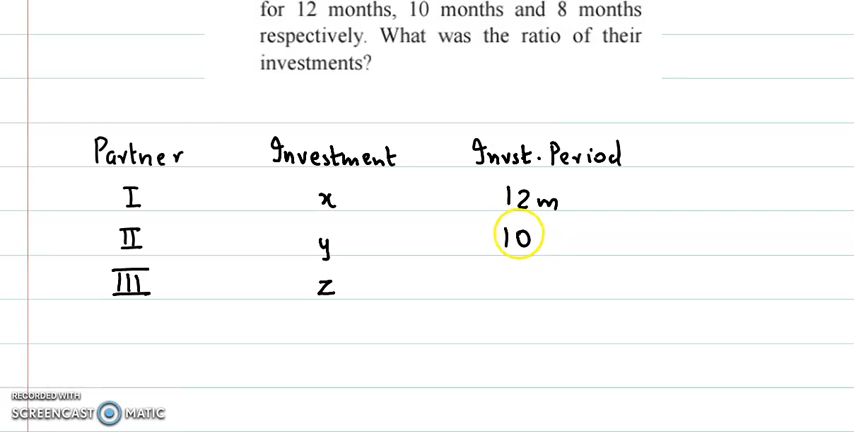 for 12 months, 10 months and 8 months
respectively. What was the ratio of their
investments?
Partner Investment Invst. Period
I x 12 m
II y 10
III z
RECORDED WITH
SCREENCAST MATIC